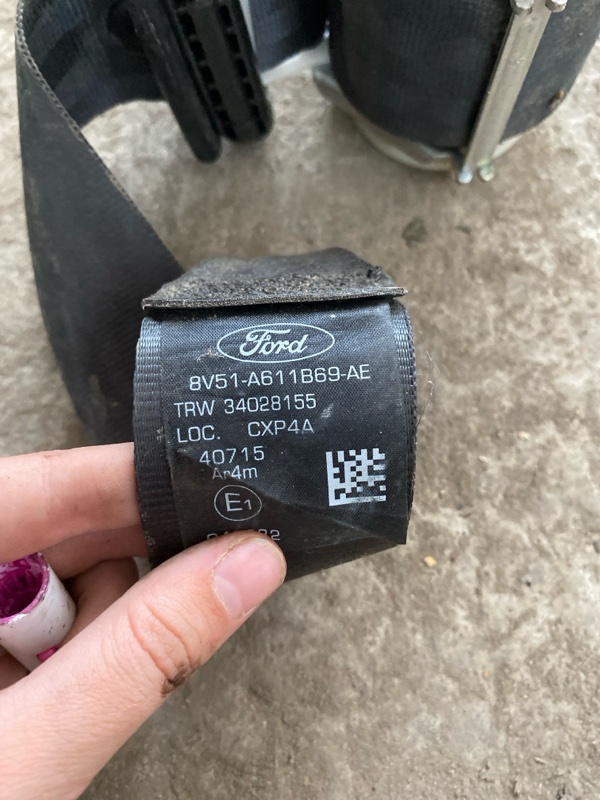 Ford
8V51-A611B69-AE
TRW 34028155
LOC. CXP4A
40715
Ar4m
E1